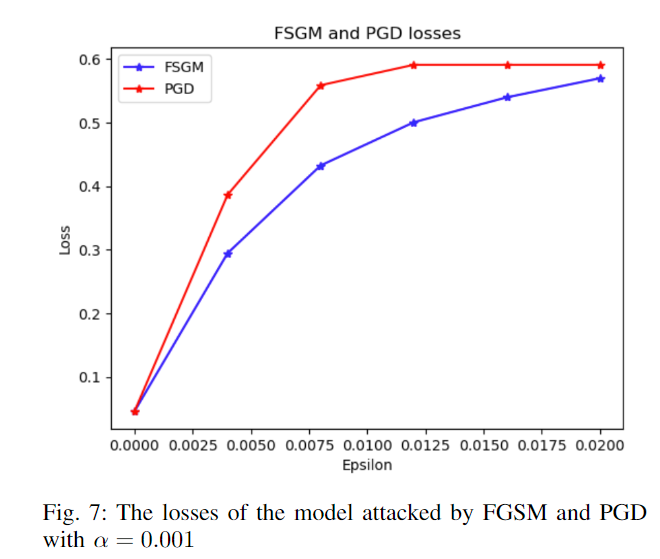 FSGM and PGD losses
FSGM
PGD
0.6
0.5
0.4
0.3
0.2
0.1
Loss
0.0000 0.0025 0.0050 0.0075 0.0100 0.0125 0.0150 0.0175 0.0200
Epsilon
Fig. 7: The losses of the model attacked by FGSM and PGD
with α = 0.001